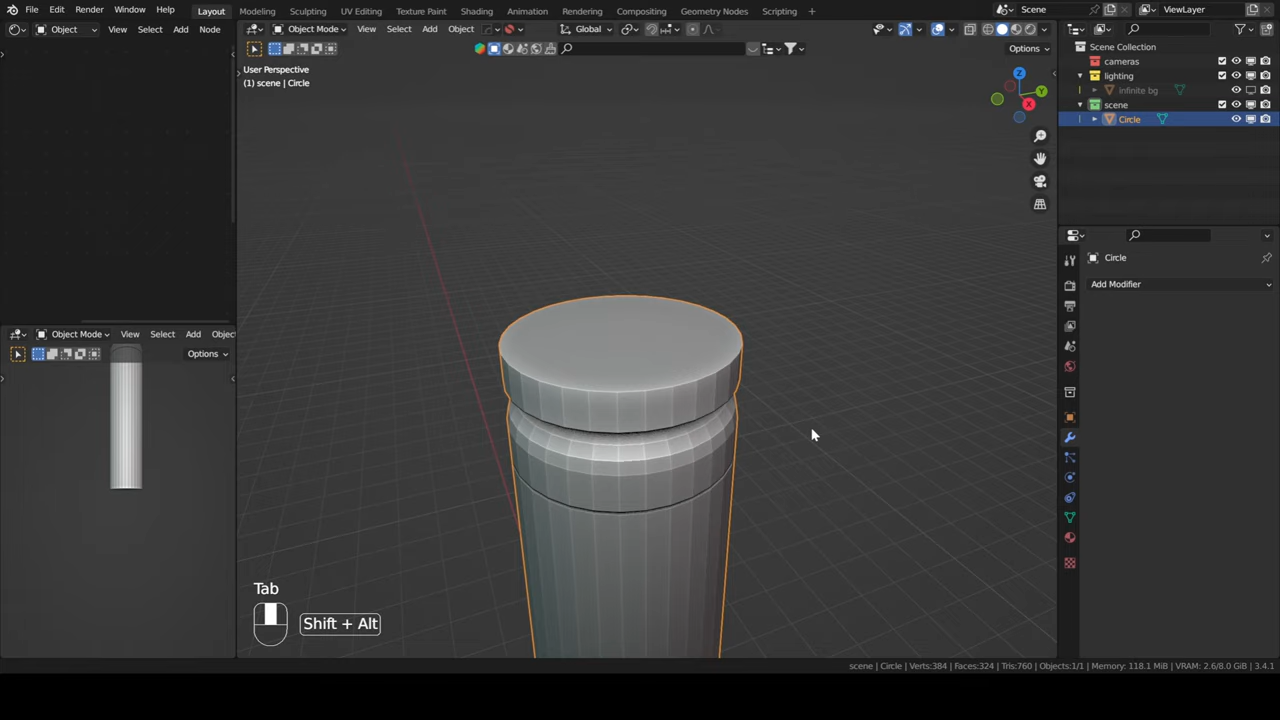 File Edit Render Window Help Layout Modeling Sculpting UV Editing Texture Paint Shading Animation Rendering Compositing Geometry Nodes Scripting Scene ViewLayer
Object View Select Add Node
Object Mode View Select Add Object Global
Options
User Perspective
(1) scene | Circle
Z
Y
X
Scene Collection
cameras
lighting
infinite bg
scene
Circle
Circle
Add Modifier
Object Mode View Select Add Object
Options
Tab
Shift + Alt
scene | Circle | Verts:384 | Faces:324 | Tris:760 | Objects:1/1 | Memory: 118.1 MiB | VRAM: 2.6/8.0 GiB | 3.4.1